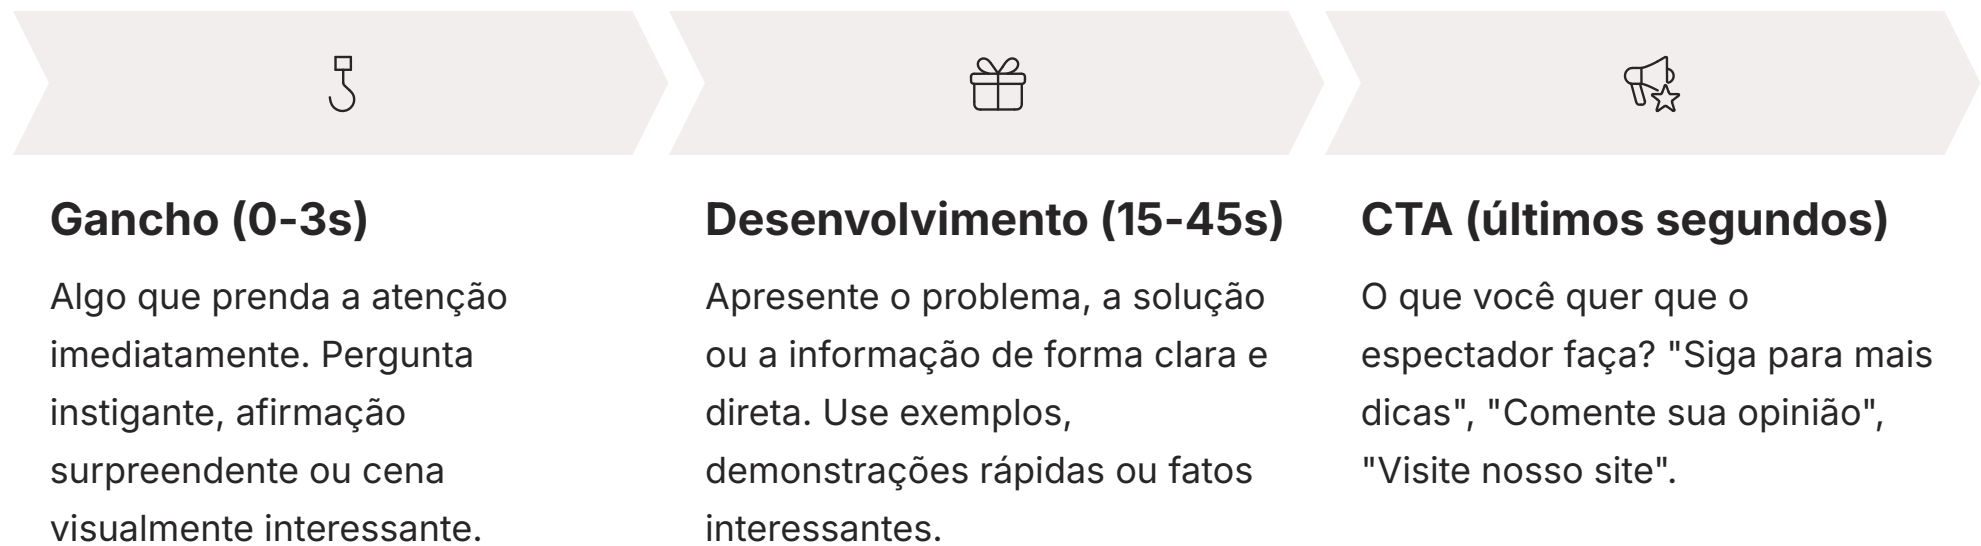 Gancho (0-3s)
Algo que prenda a atenção
imediatamente. Pergunta
instigante, afirmação
surpreendente ou cena
visualmente interessante.
Desenvolvimento (15-45s)
Apresente o problema, a solução
ou a informação de forma clara e
direta. Use exemplos,
demonstrações rápidas ou fatos
interessantes.
CTA (últimos segundos)
O que você quer que o
espectador faça? "Siga para mais
dicas", "Comente sua opinião",
"Visite nosso site".